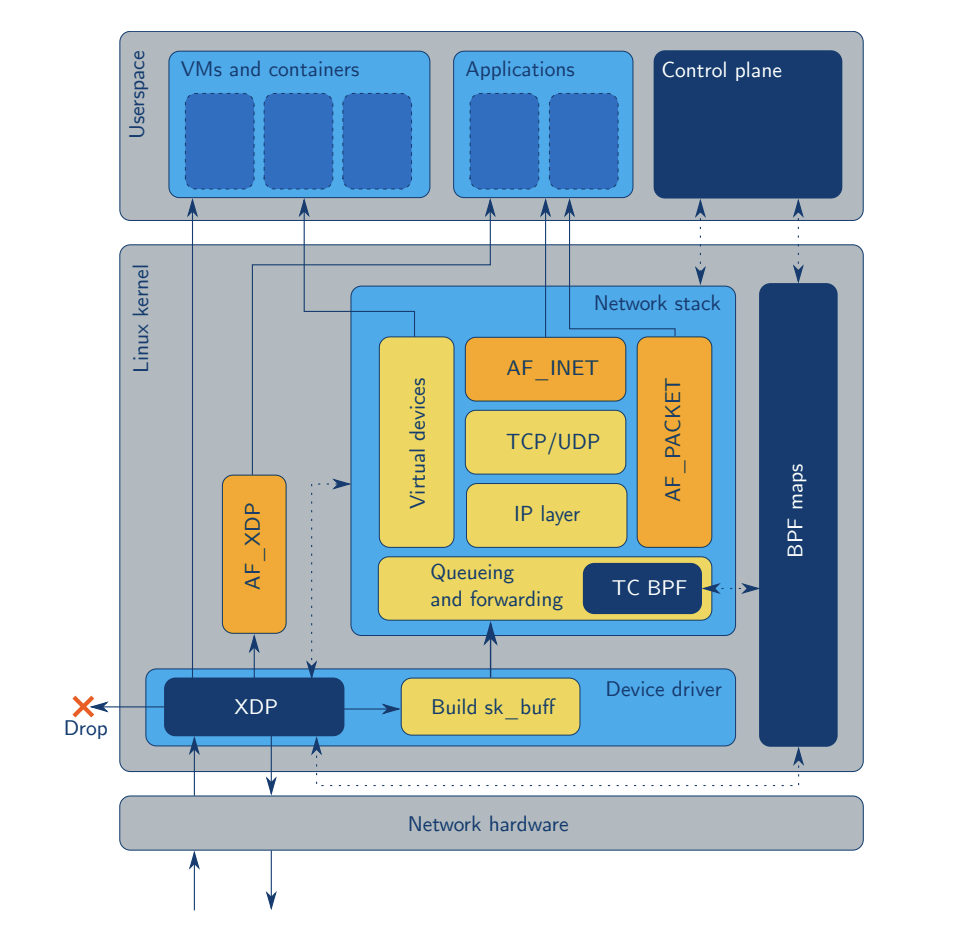 Userspace
VMs and containers
Applications
Control plane
Linux kernel
Network stack
Virtual devices
AF_INET
TCP/UDP
IP layer
AF_PACKET
BPF maps
AF_XDP
Queueing
and forwarding
TC BPF
Device driver
XDP
Build sk_buff
Drop
Network hardware